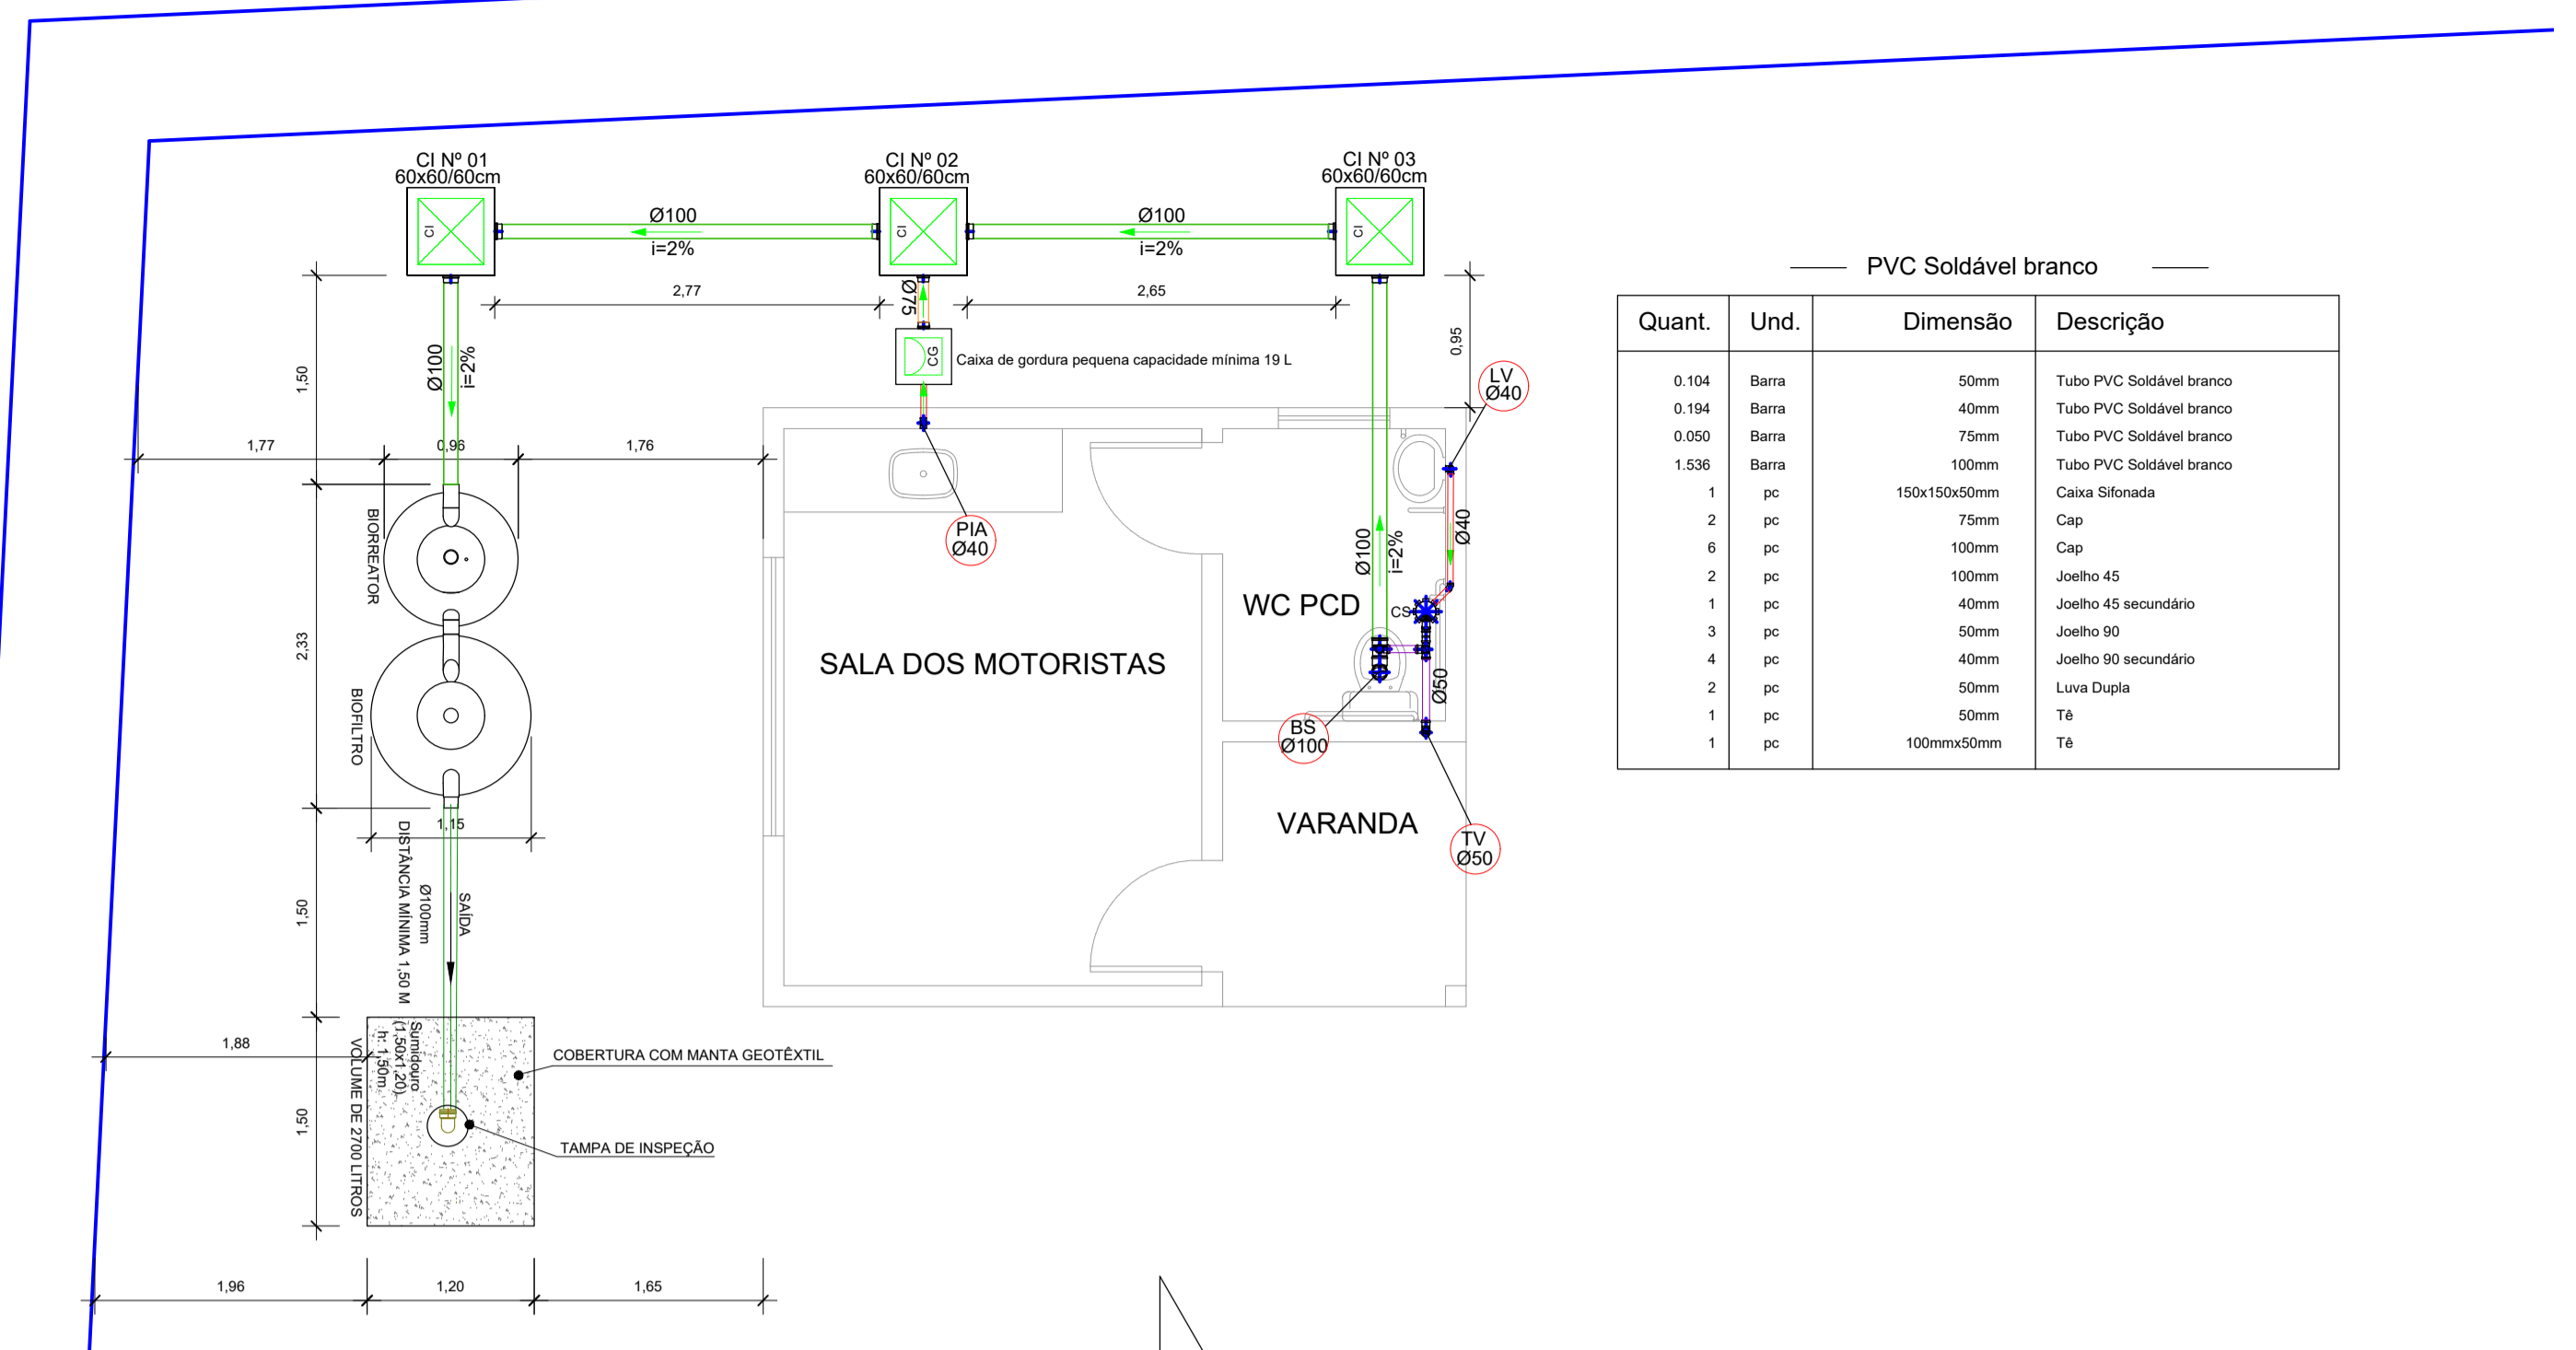 CI Nº 01
60x60/60cm
CI Nº 02
60x60/60cm
CI Nº 03
60x60/60cm
CI
CI
CI
Ø100
i=2%
Ø100
i=2%
2,77
2,65
Ø75
CG
Caixa de gordura pequena capacidade mínima 19 L
0,95
1,50
Ø100
i=2%
1,77
0,96
1,76
LV
Ø40
PIA
Ø40
BIORREATOR
2,33
BIOFILTRO
SALA DOS MOTORISTAS
WC PCD
Ø100
i=2%
Ø40
CS
Ø50
BS
Ø100
VARANDA
TV
Ø50
1,15
1,50
DISTÂNCIA MÍNIMA 1,50 M
Ø100mm
SAÍDA
1,88
Sumidouro
(1,50x1,20)
h: 1,50m
VOLUME DE 2700 LITROS
1,50
COBERTURA COM MANTA GEOTÊXTIL
TAMPA DE INSPEÇÃO
1,96
1,20
1,65
PVC Soldável branco
Quant. Und. Dimensão Descrição
0.104 Barra 50mm Tubo PVC Soldável branco
0.194 Barra 40mm Tubo PVC Soldável branco
0.050 Barra 75mm Tubo PVC Soldável branco
1.536 Barra 100mm Tubo PVC Soldável branco
1 pc 150x150x50mm Caixa Sifonada
2 pc 75mm Cap
6 pc 100mm Cap
2 pc 100mm Joelho 45
1 pc 40mm Joelho 45 secundário
3 pc 50mm Joelho 90
4 pc 40mm Joelho 90 secundário
2 pc 50mm Luva Dupla
1 pc 50mm Tê
1 pc 100mmx50mm Tê